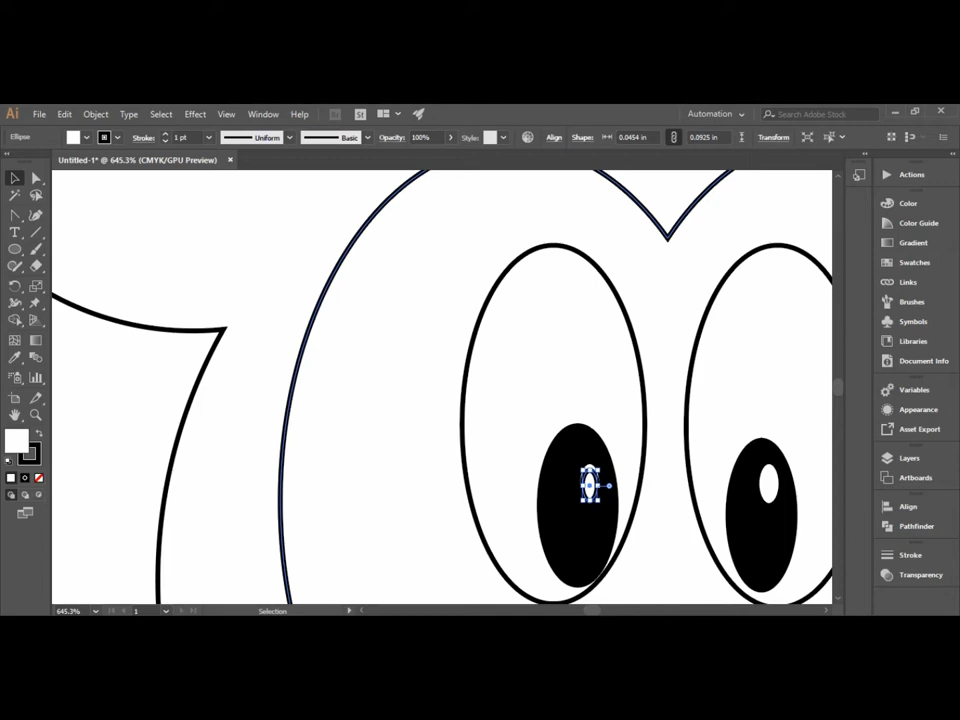 Ai File Edit Object Type Select Effect View Window Help Br St Automation Search Adobe Stock
Ellipse Stroke: 1 pt Uniform Basic Opacity: 100% Style: Align Shape: 0.0454 in 0.0925 in Transform
Untitled-1* @ 645.3% (CMYK/GPU Preview)
Actions
Color
Color Guide
Gradient
Swatches
Links
Brushes
Symbols
Libraries
Document Info
Variables
Appearance
Asset Export
Layers
Artboards
Align
Pathfinder
Stroke
Transparency
645.3% 1 Selection